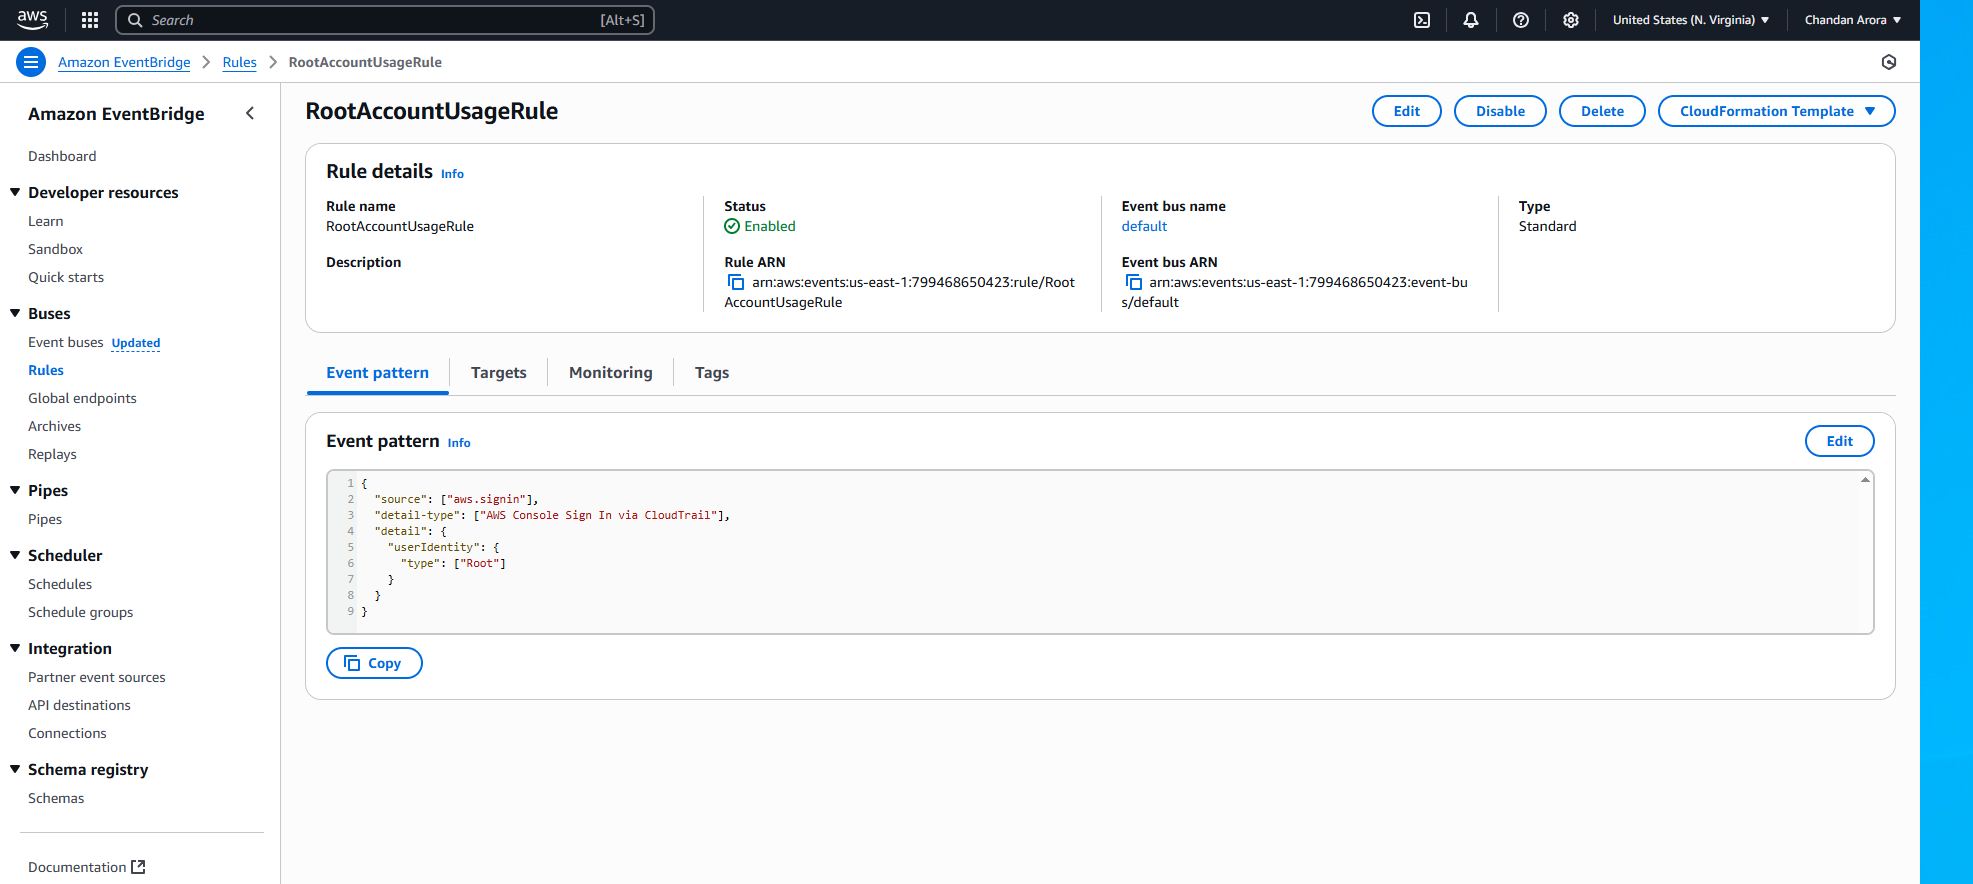 aws
Search
[Alt+S]
United States (N. Virginia)
Chandan Arora
Amazon EventBridge
Rules
RootAccountUsageRule
Amazon EventBridge
Dashboard
Developer resources
Learn
Sandbox
Quick starts
Buses
Event buses Updated
Rules
Global endpoints
Archives
Replays
Pipes
Pipes
Scheduler
Schedules
Schedule groups
Integration
Partner event sources
API destinations
Connections
Schema registry
Schemas
Documentation
RootAccountUsageRule
Edit
Disable
Delete
CloudFormation Template
Rule details Info
Rule name
RootAccountUsageRule
Description
Status
Enabled
Rule ARN
arn:aws:events:us-east-1:799468650423:rule/Root
AccountUsageRule
Event bus name
default
Event bus ARN
arn:aws:events:us-east-1:799468650423:event-bu
s/default
Type
Standard
Event pattern
Targets
Monitoring
Tags
Event pattern Info
Edit
1 {
2 "source": ["aws.signin"],
3 "detail-type": ["AWS Console Sign In via CloudTrail"],
4 "detail": {
5 "userIdentity": {
6 "type": ["Root"]
7 }
8 }
9 }
Copy